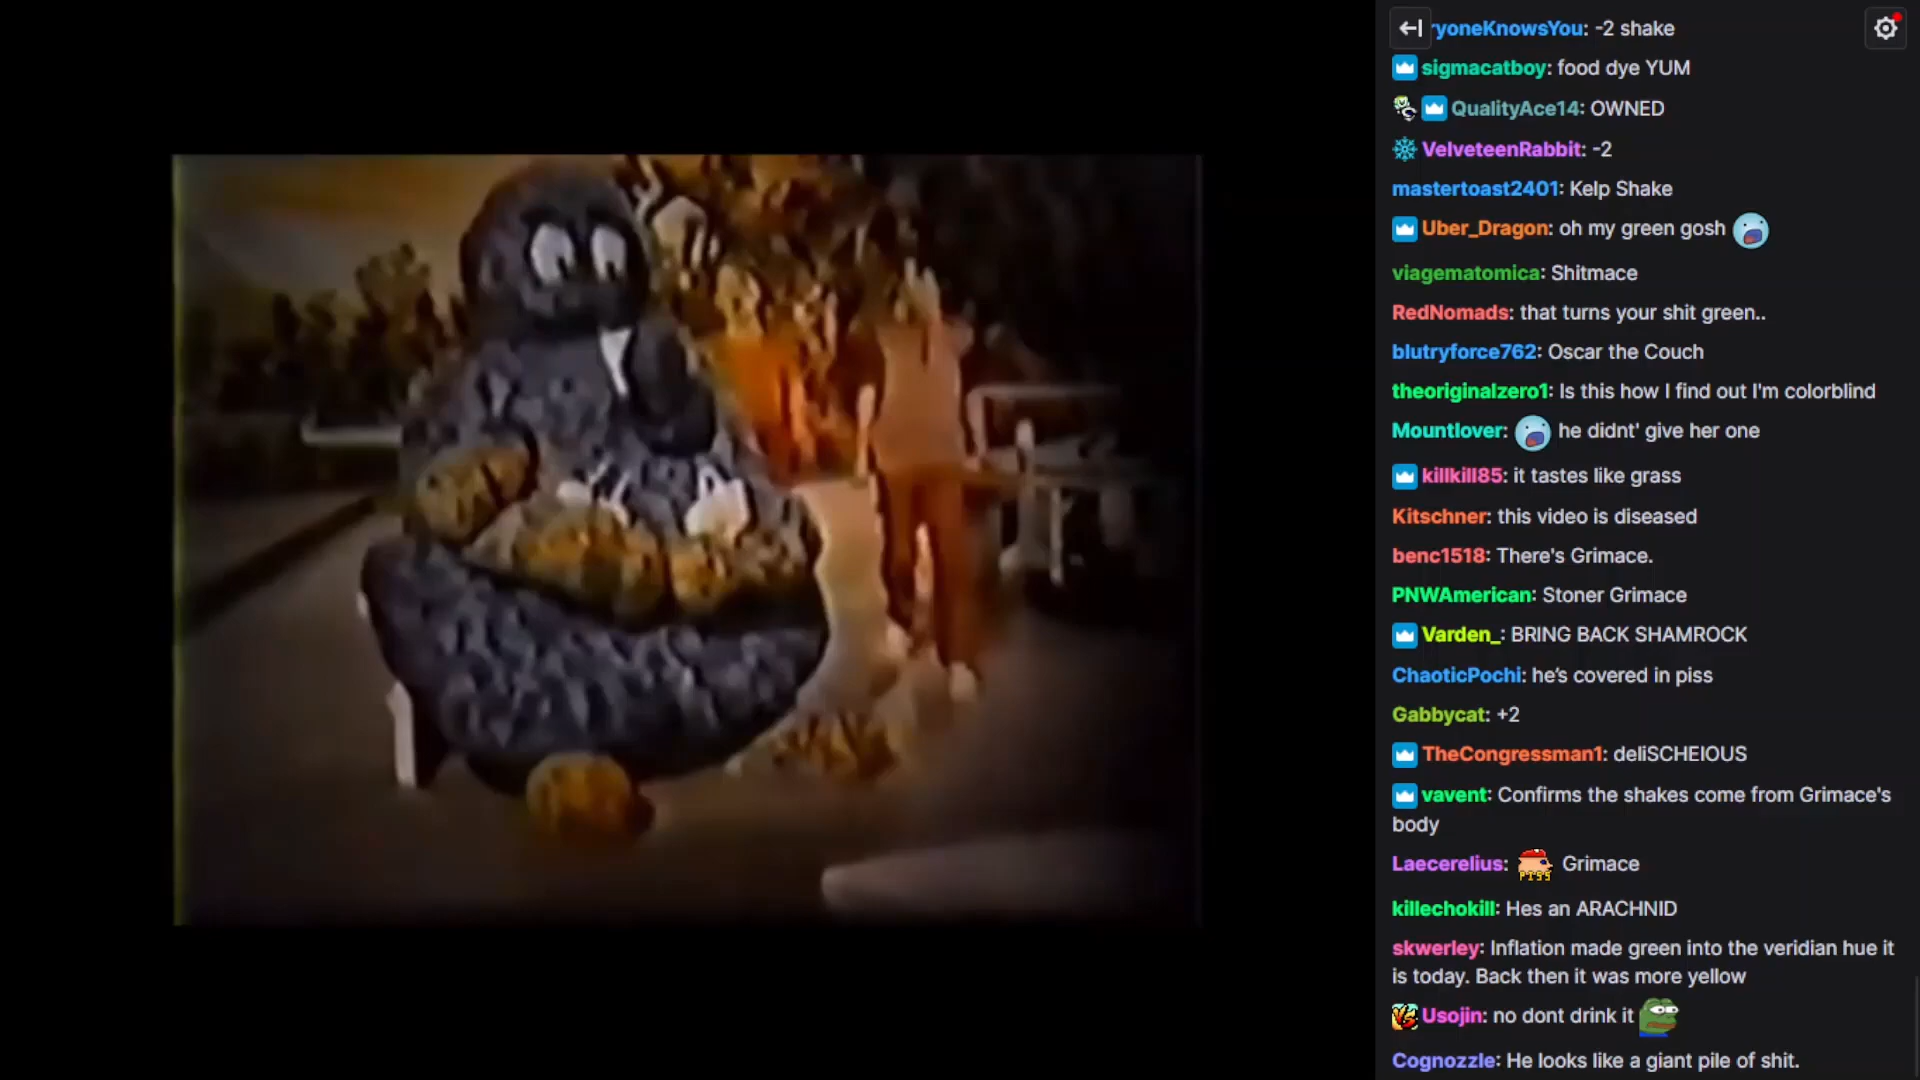 ryoneKnowsYou: -2 shake
sigmacatboy: food dye YUM
QualityAce14: OWNED
VelveteenRabbit: -2
mastertoast2401: Kelp Shake
Uber_Dragon: oh my green gosh
viagematomica: Shitmace
RedNomads: that turns your shit green..
blutryforce762: Oscar the Couch
theoriginalzero1: Is this how I find out I'm colorblind
Mountlover: he didnt' give her one
killkill85: it tastes like grass
Kitschner: this video is diseased
benc1518: There's Grimace.
PNWAmerican: Stoner Grimace
Varden_: BRING BACK SHAMROCK
ChaoticPochi: he's covered in piss
Gabbycat: +2
TheCongressman1: deliSCHEIOUS
vavent: Confirms the shakes come from Grimace's
body
Laecerelius: PISS Grimace
killechokill: Hes an ARACHNID
skwerley: Inflation made green into the veridian hue it
is today. Back then it was more yellow
Usojin: no dont drink it
Cognozzle: He looks like a giant pile of shit.